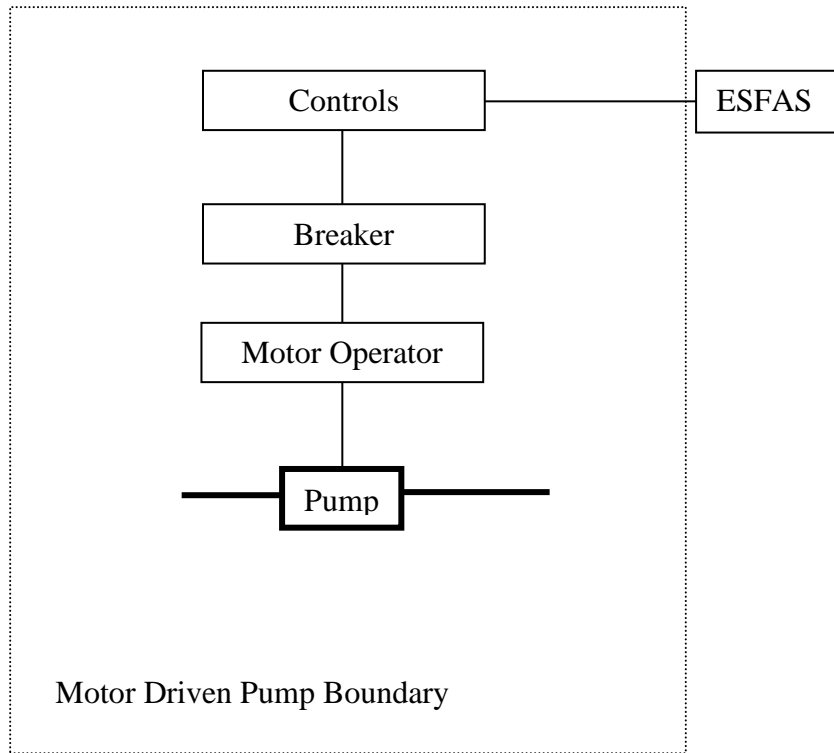 Controls
ESFAS
Breaker
Motor Operator
Pump
Motor Driven Pump Boundary